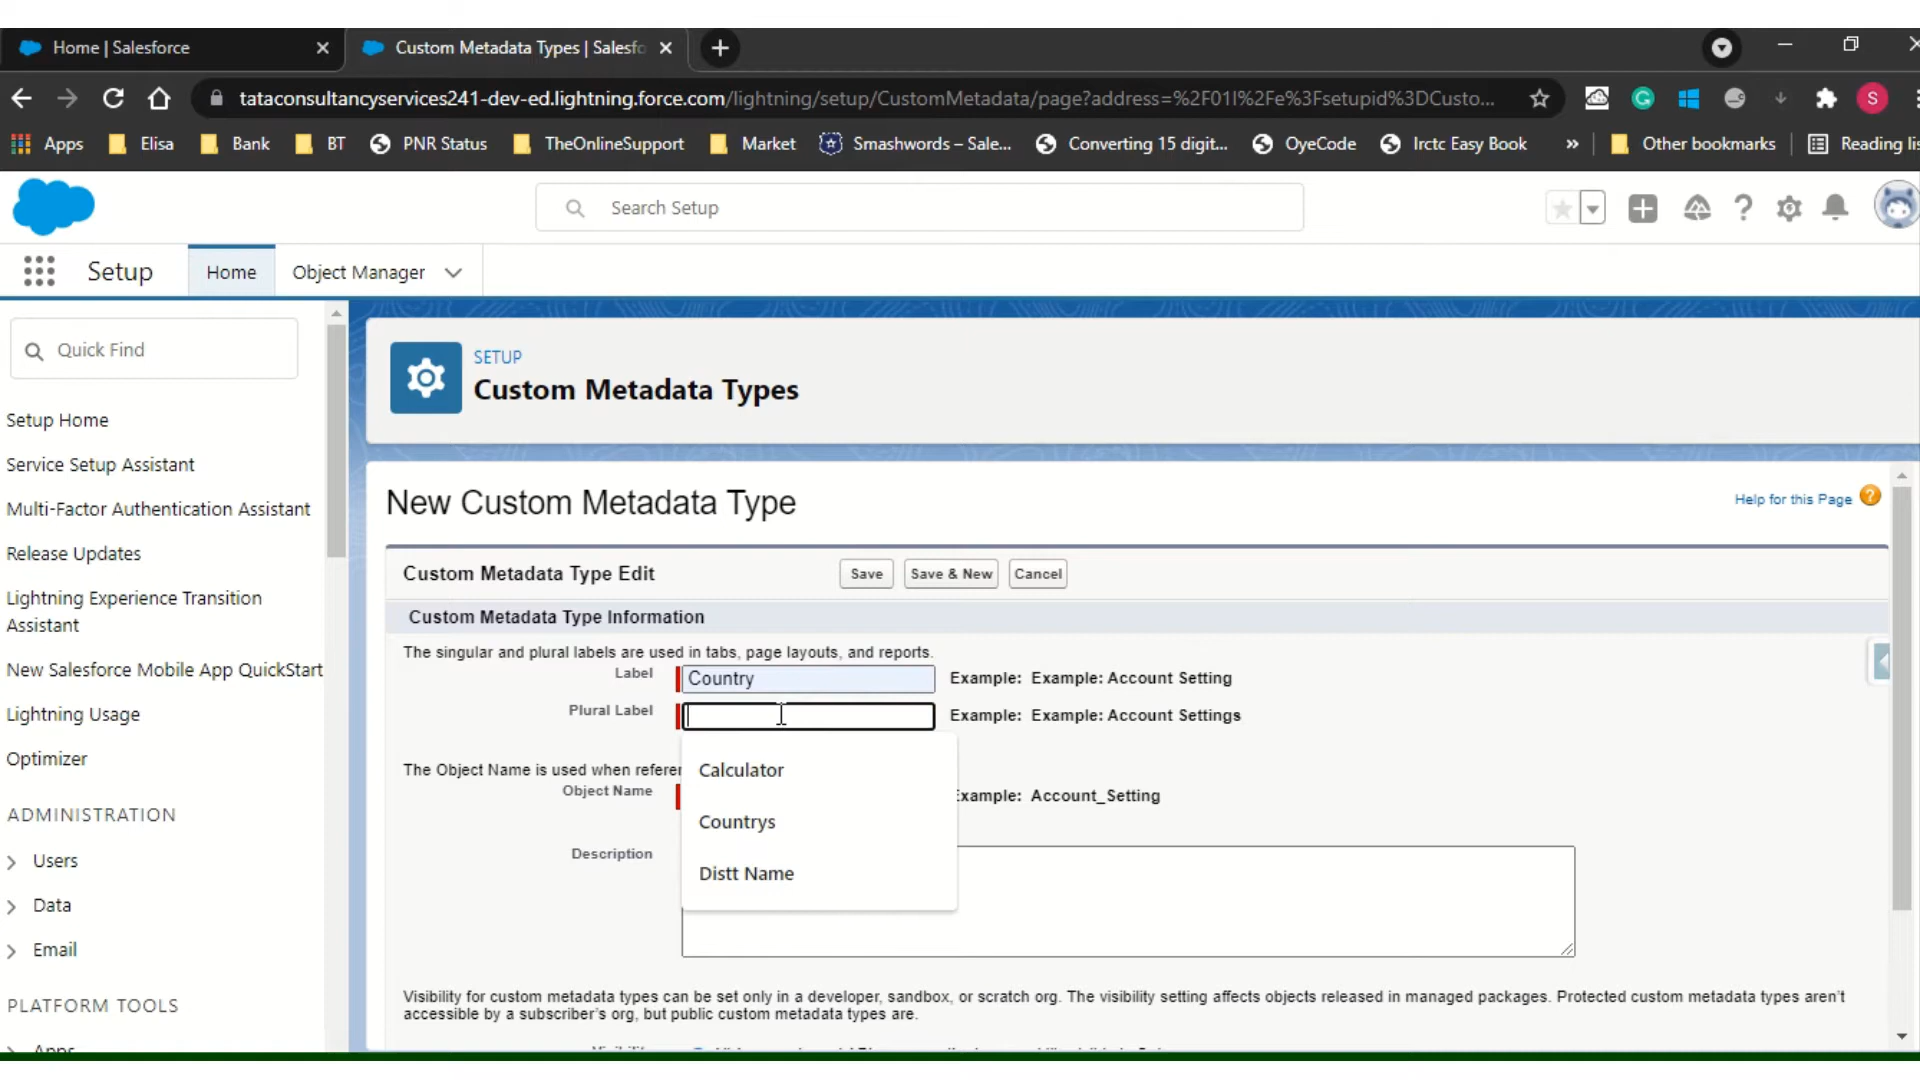 Home | Salesforce
Custom Metadata Types | Salesfo
tataconsultancyservices241-dev-ed.lightning.force.com/lightning/setup/CustomMetadata/page?address=%2F01I%2Fe%3Fsetupid%3DCusto...
S
Apps
Elisa
Bank
BT
PNR Status
TheOnlineSupport
Market
Smashwords – Sale...
Converting 15 digit...
OyeCode
Irctc Easy Book
»
Other bookmarks
Reading lis
Search Setup
Setup
Home
Object Manager
Quick Find
Setup Home
Service Setup Assistant
Multi-Factor Authentication Assistant
Release Updates
Lightning Experience Transition
Assistant
New Salesforce Mobile App QuickStart
Lightning Usage
Optimizer
ADMINISTRATION
Users
Data
Email
PLATFORM TOOLS
Apps
SETUP
Custom Metadata Types
New Custom Metadata Type
Help for this Page
Custom Metadata Type Edit
Save
Save & New
Cancel
Custom Metadata Type Information
The singular and plural labels are used in tabs, page layouts, and reports.
Label
Country
Example: Example: Account Setting
Plural Label
Example: Example: Account Settings
Calculator
Countrys
Distt Name
The Object Name is used when refere
Object Name
Example: Account_Setting
Description
Visibility for custom metadata types can be set only in a developer, sandbox, or scratch org. The visibility setting affects objects released in managed packages. Protected custom metadata types aren't
accessible by a subscriber's org, but public custom metadata types are.